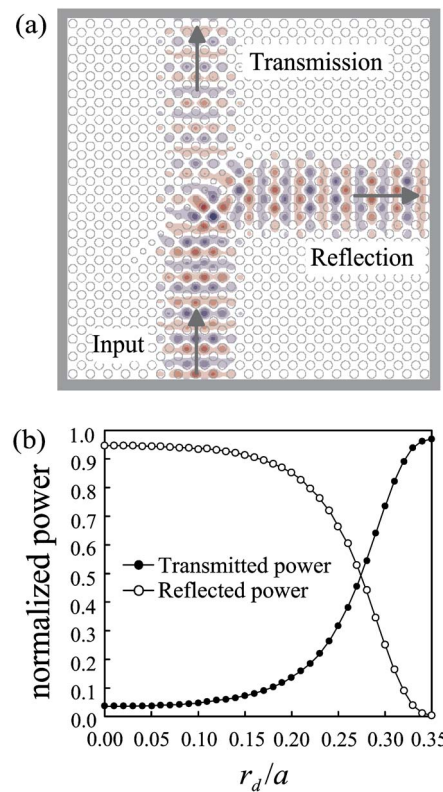 (a)
Transmission
Reflection
Input
(b)
1.0
0.9
0.8
0.7
0.6
0.5
0.4
0.3
0.2
0.1
0.0
normalized power
Transmitted power
Reflected power
0.00 0.05 0.10 0.15 0.20 0.25 0.30 0.35
r_d/a